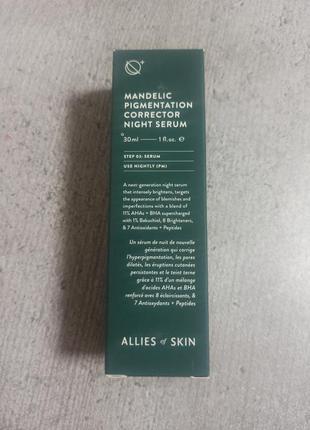 MANDELIC
PIGMENTATION
CORRECTOR
NIGHT SERUM
30ml — 1 fl. oz. ℮
STEP 02: SERUM
USE NIGHTLY (PM)
A next-generation night serum
that intensely brightens, targets
the appearance of blemishes and
imperfections with a blend of
11% AHAs + BHA supercharged
with 1% Bakuchiol, 8 Brighteners,
& 7 Antioxidants + Peptides
Un sérum de nuit de nouvelle
génération qui corrige
l'hyperpigmentation, les pores
dilatés, les éruptions cutanées
persistantes et le teint terne
grâce à 11% d'un mélange
d'acides AHAs et BHA
renforcé avec 8 éclaircissants, &
7 Antioxydants + Peptides
ALLIES of SKIN